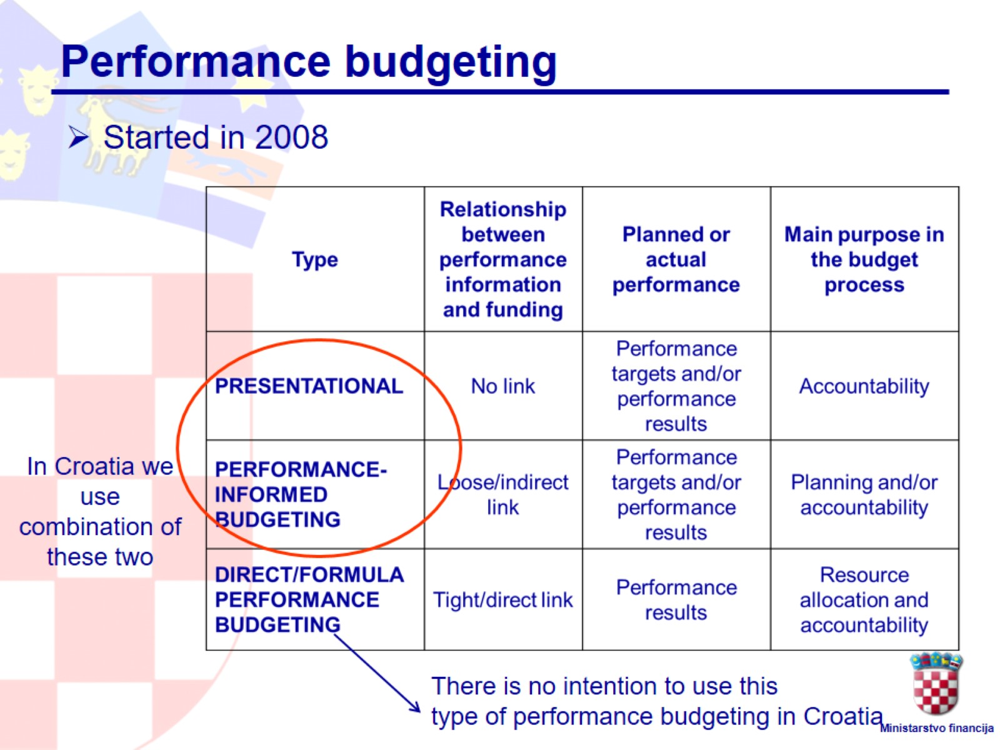 Performance budgeting
➢ Started in 2008
Type
Relationship
between
performance
information
and funding
Planned or
actual
performance
Main purpose in
the budget
process
PRESENTATIONAL
No link
Performance
targets and/or
performance
results
Accountability
PERFORMANCE-
INFORMED
BUDGETING
Loose/indirect
link
Performance
targets and/or
performance
results
Planning and/or
accountability
DIRECT/FORMULA
PERFORMANCE
BUDGETING
Tight/direct link
Performance
results
Resource
allocation and
accountability
In Croatia we
use
combination of
these two
There is no intention to use this
type of performance budgeting in Croatia
Ministarstvo financija